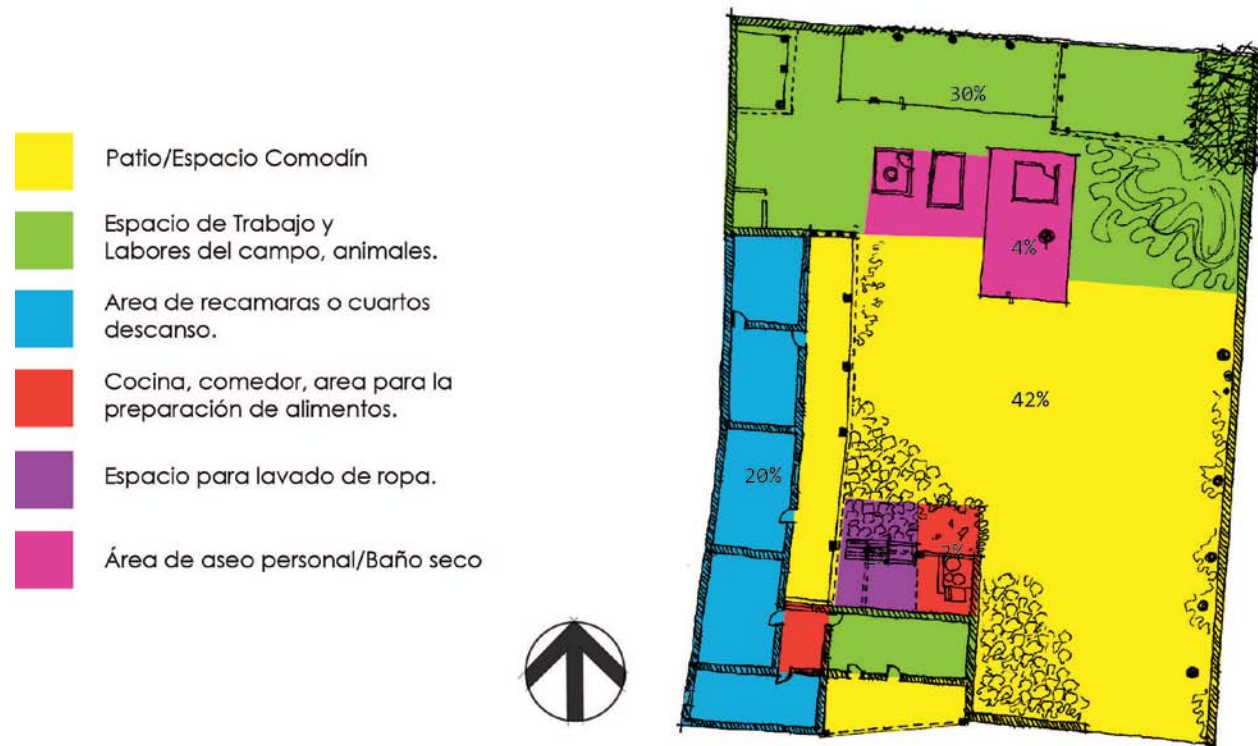 Patio/Espacio Comodín
Espacio de Trabajo y
Labores del campo, animales.
Area de recamaras o cuartos
descanso.
Cocina, comedor, area para la
preparación de alimentos.
Espacio para lavado de ropa.
Área de aseo personal/Baño seco
30%
4%
42%
20%